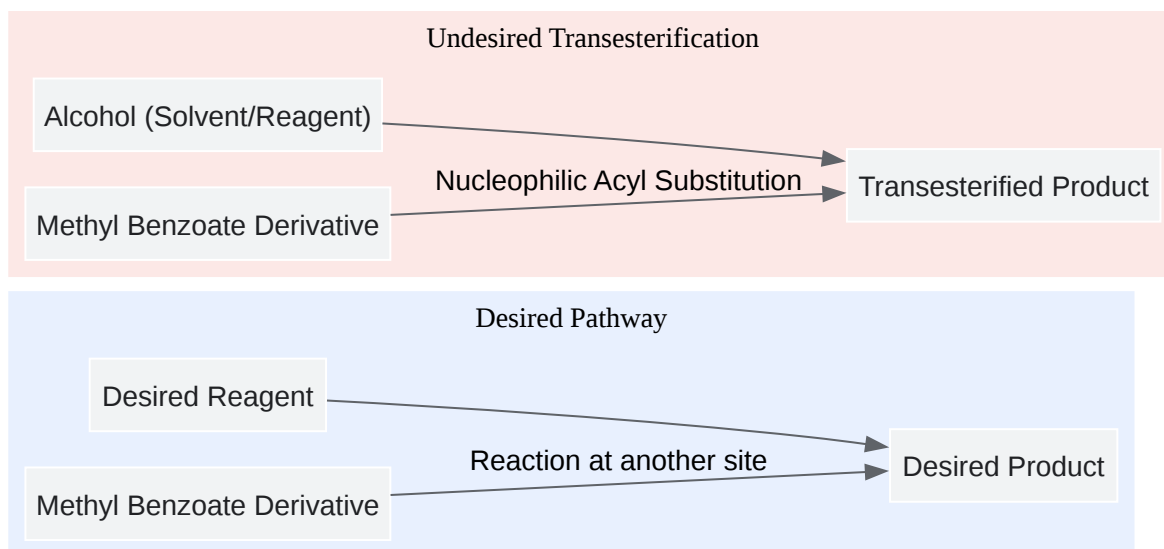 Undesired Transesterification
Alcohol (Solvent/Reagent)
Nucleophilic Acyl Substitution
Transesterified Product
Methyl Benzoate Derivative
Desired Pathway
Desired Reagent
Reaction at another site
Desired Product
Methyl Benzoate Derivative